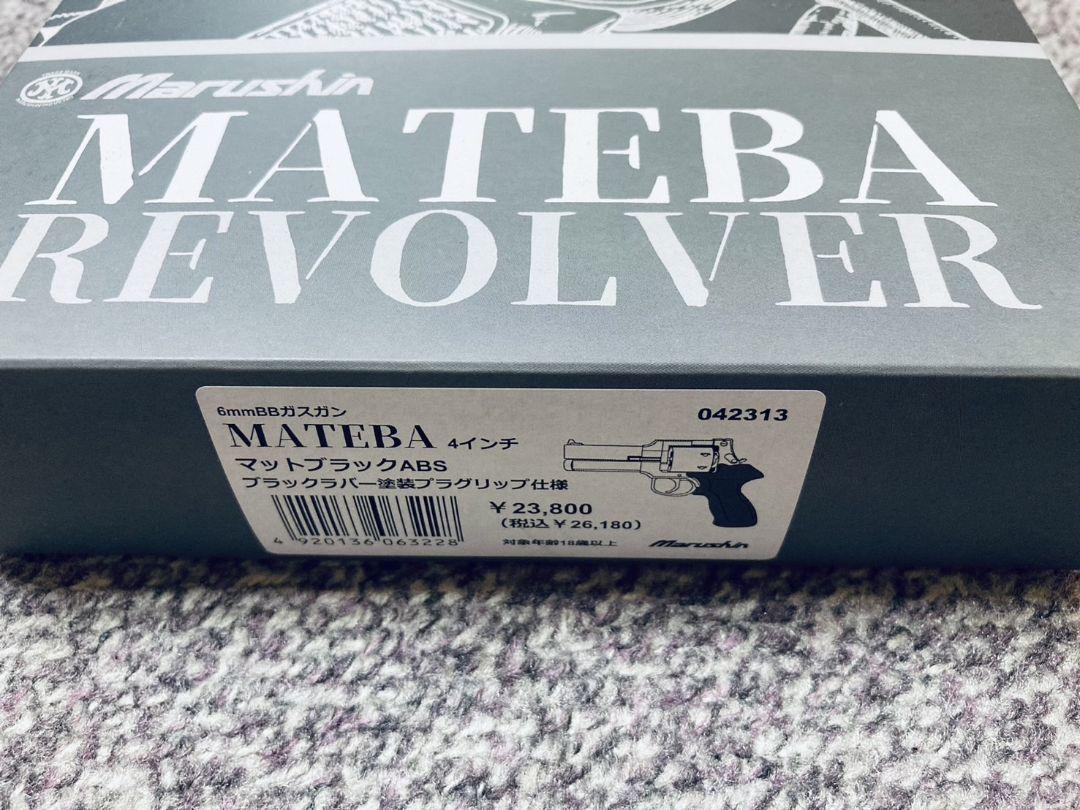 Marushin
MATEBA
REVOLVER
6mmBBガスガン
042313
MATEBA 4インチ
マットブラックABS
ブラックラバー塗装プラグリップ仕様
¥23,800
(税込¥26,180)
4 920136 063228
対象年齢18歳以上
Marushin